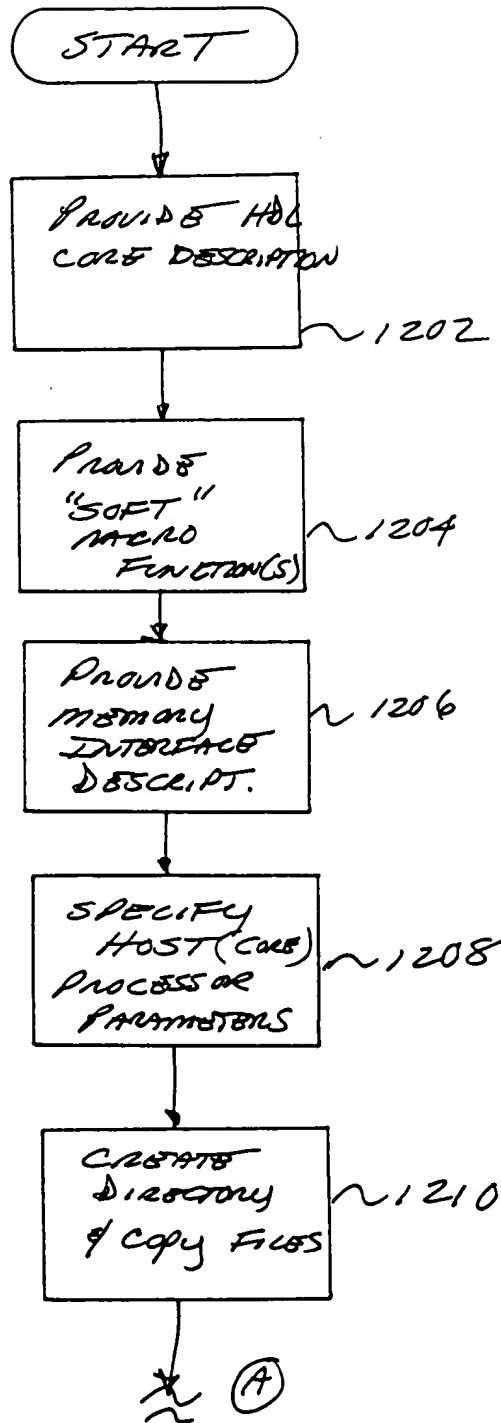 START
PROVIDE HDL
CORE DESCRIPTION
1202
PROVIDE
"SOFT"
MACRO
FUNCTION(S)
1204
PROVIDE
MEMORY
INTERFACE
DESCRIPT.
1206
SPECIFY
HOST (CORE)
PROCESSOR
PARAMETERS
1208
CREATE
DIRECTORY
& COPY FILES
1210
A